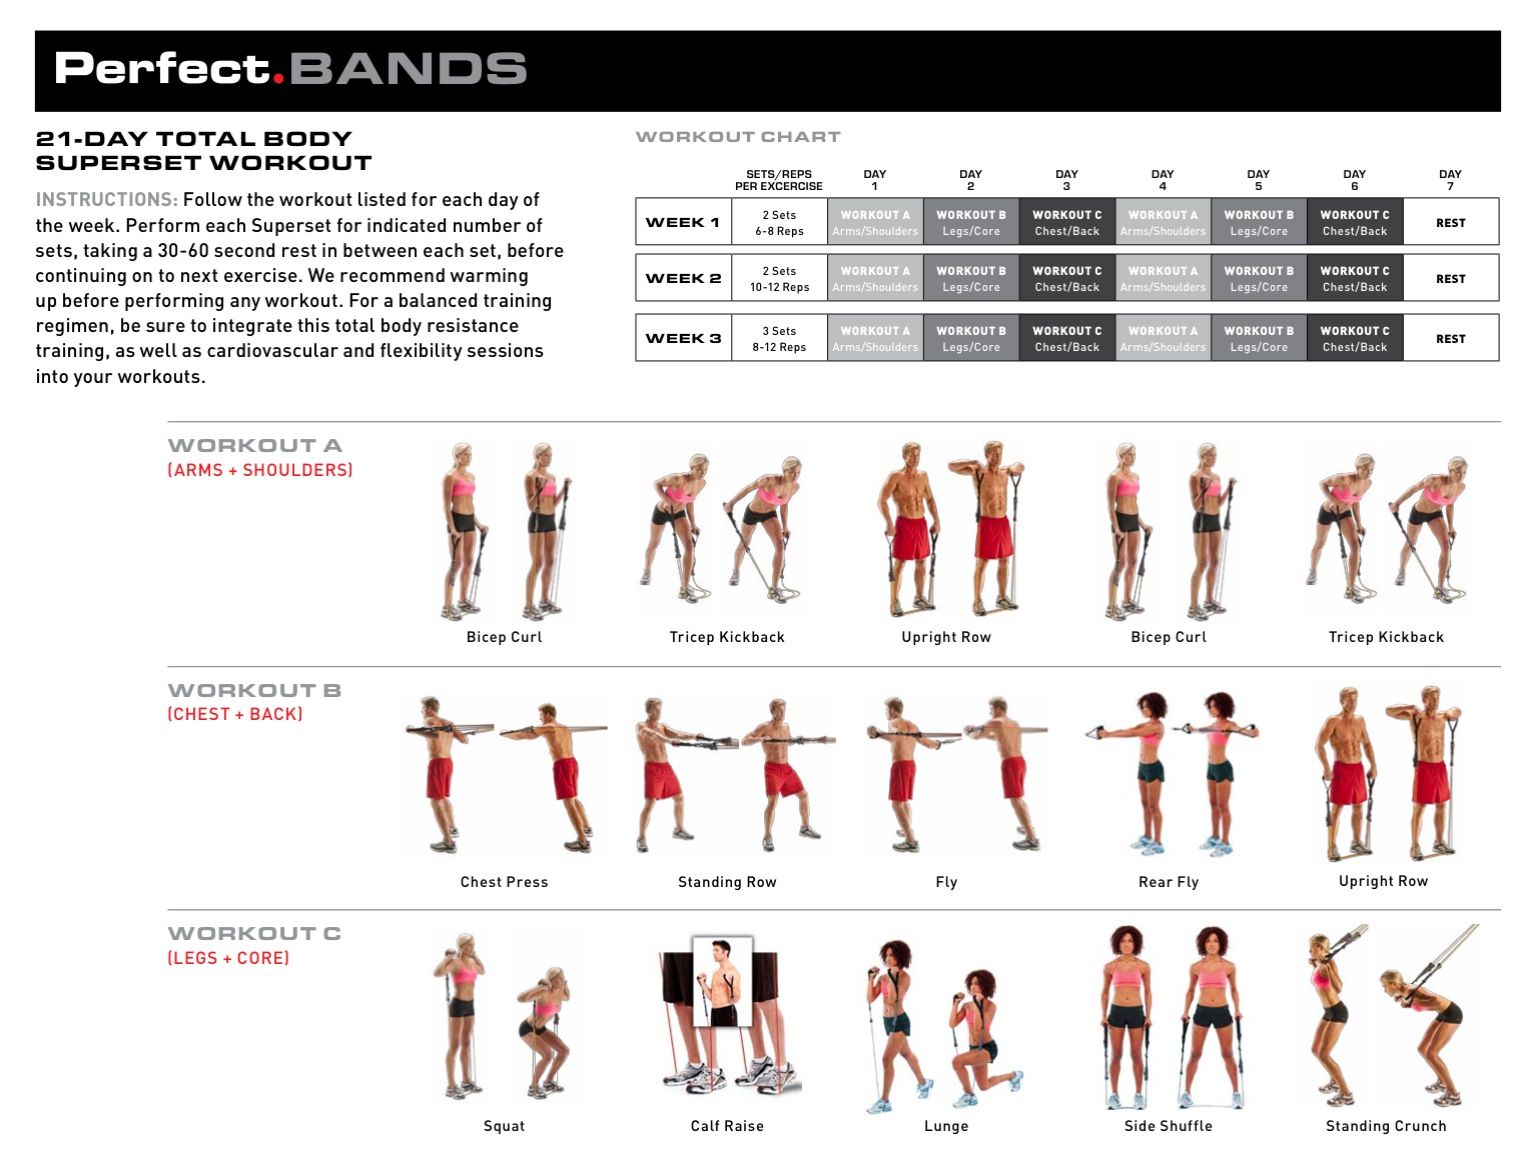 Perfect.BANDS
21-DAY TOTAL BODY
SUPERSET WORKOUT
INSTRUCTIONS: Follow the workout listed for each day of
the week. Perform each Superset for indicated number of
sets, taking a 30-60 second rest in between each set, before
continuing on to next exercise. We recommend warming
up before performing any workout. For a balanced training
regimen, be sure to integrate this total body resistance
training, as well as cardiovascular and flexibility sessions
into your workouts.
WORKOUT CHART
SETS/REPS DAY DAY DAY DAY DAY DAY DAY
PER EXCERCISE 1 2 3 4 5 6 7
WEEK 1 2 Sets WORKOUT A WORKOUT B WORKOUT C WORKOUT A WORKOUT B WORKOUT C REST
6-8 Reps Arms/Shoulders Legs/Core Chest/Back Arms/Shoulders Legs/Core Chest/Back
WEEK 2 2 Sets WORKOUT A WORKOUT B WORKOUT C WORKOUT A WORKOUT B WORKOUT C REST
10-12 Reps Arms/Shoulders Legs/Core Chest/Back Arms/Shoulders Legs/Core Chest/Back
WEEK 3 3 Sets WORKOUT A WORKOUT B WORKOUT C WORKOUT A WORKOUT B WORKOUT C REST
8-12 Reps Arms/Shoulders Legs/Core Chest/Back Arms/Shoulders Legs/Core Chest/Back
WORKOUT A
(ARMS + SHOULDERS)
Bicep Curl Tricep Kickback Upright Row Bicep Curl Tricep Kickback
WORKOUT B
(CHEST + BACK)
Chest Press Standing Row Fly Rear Fly Upright Row
WORKOUT C
(LEGS + CORE)
Squat Calf Raise Lunge Side Shuffle Standing Crunch